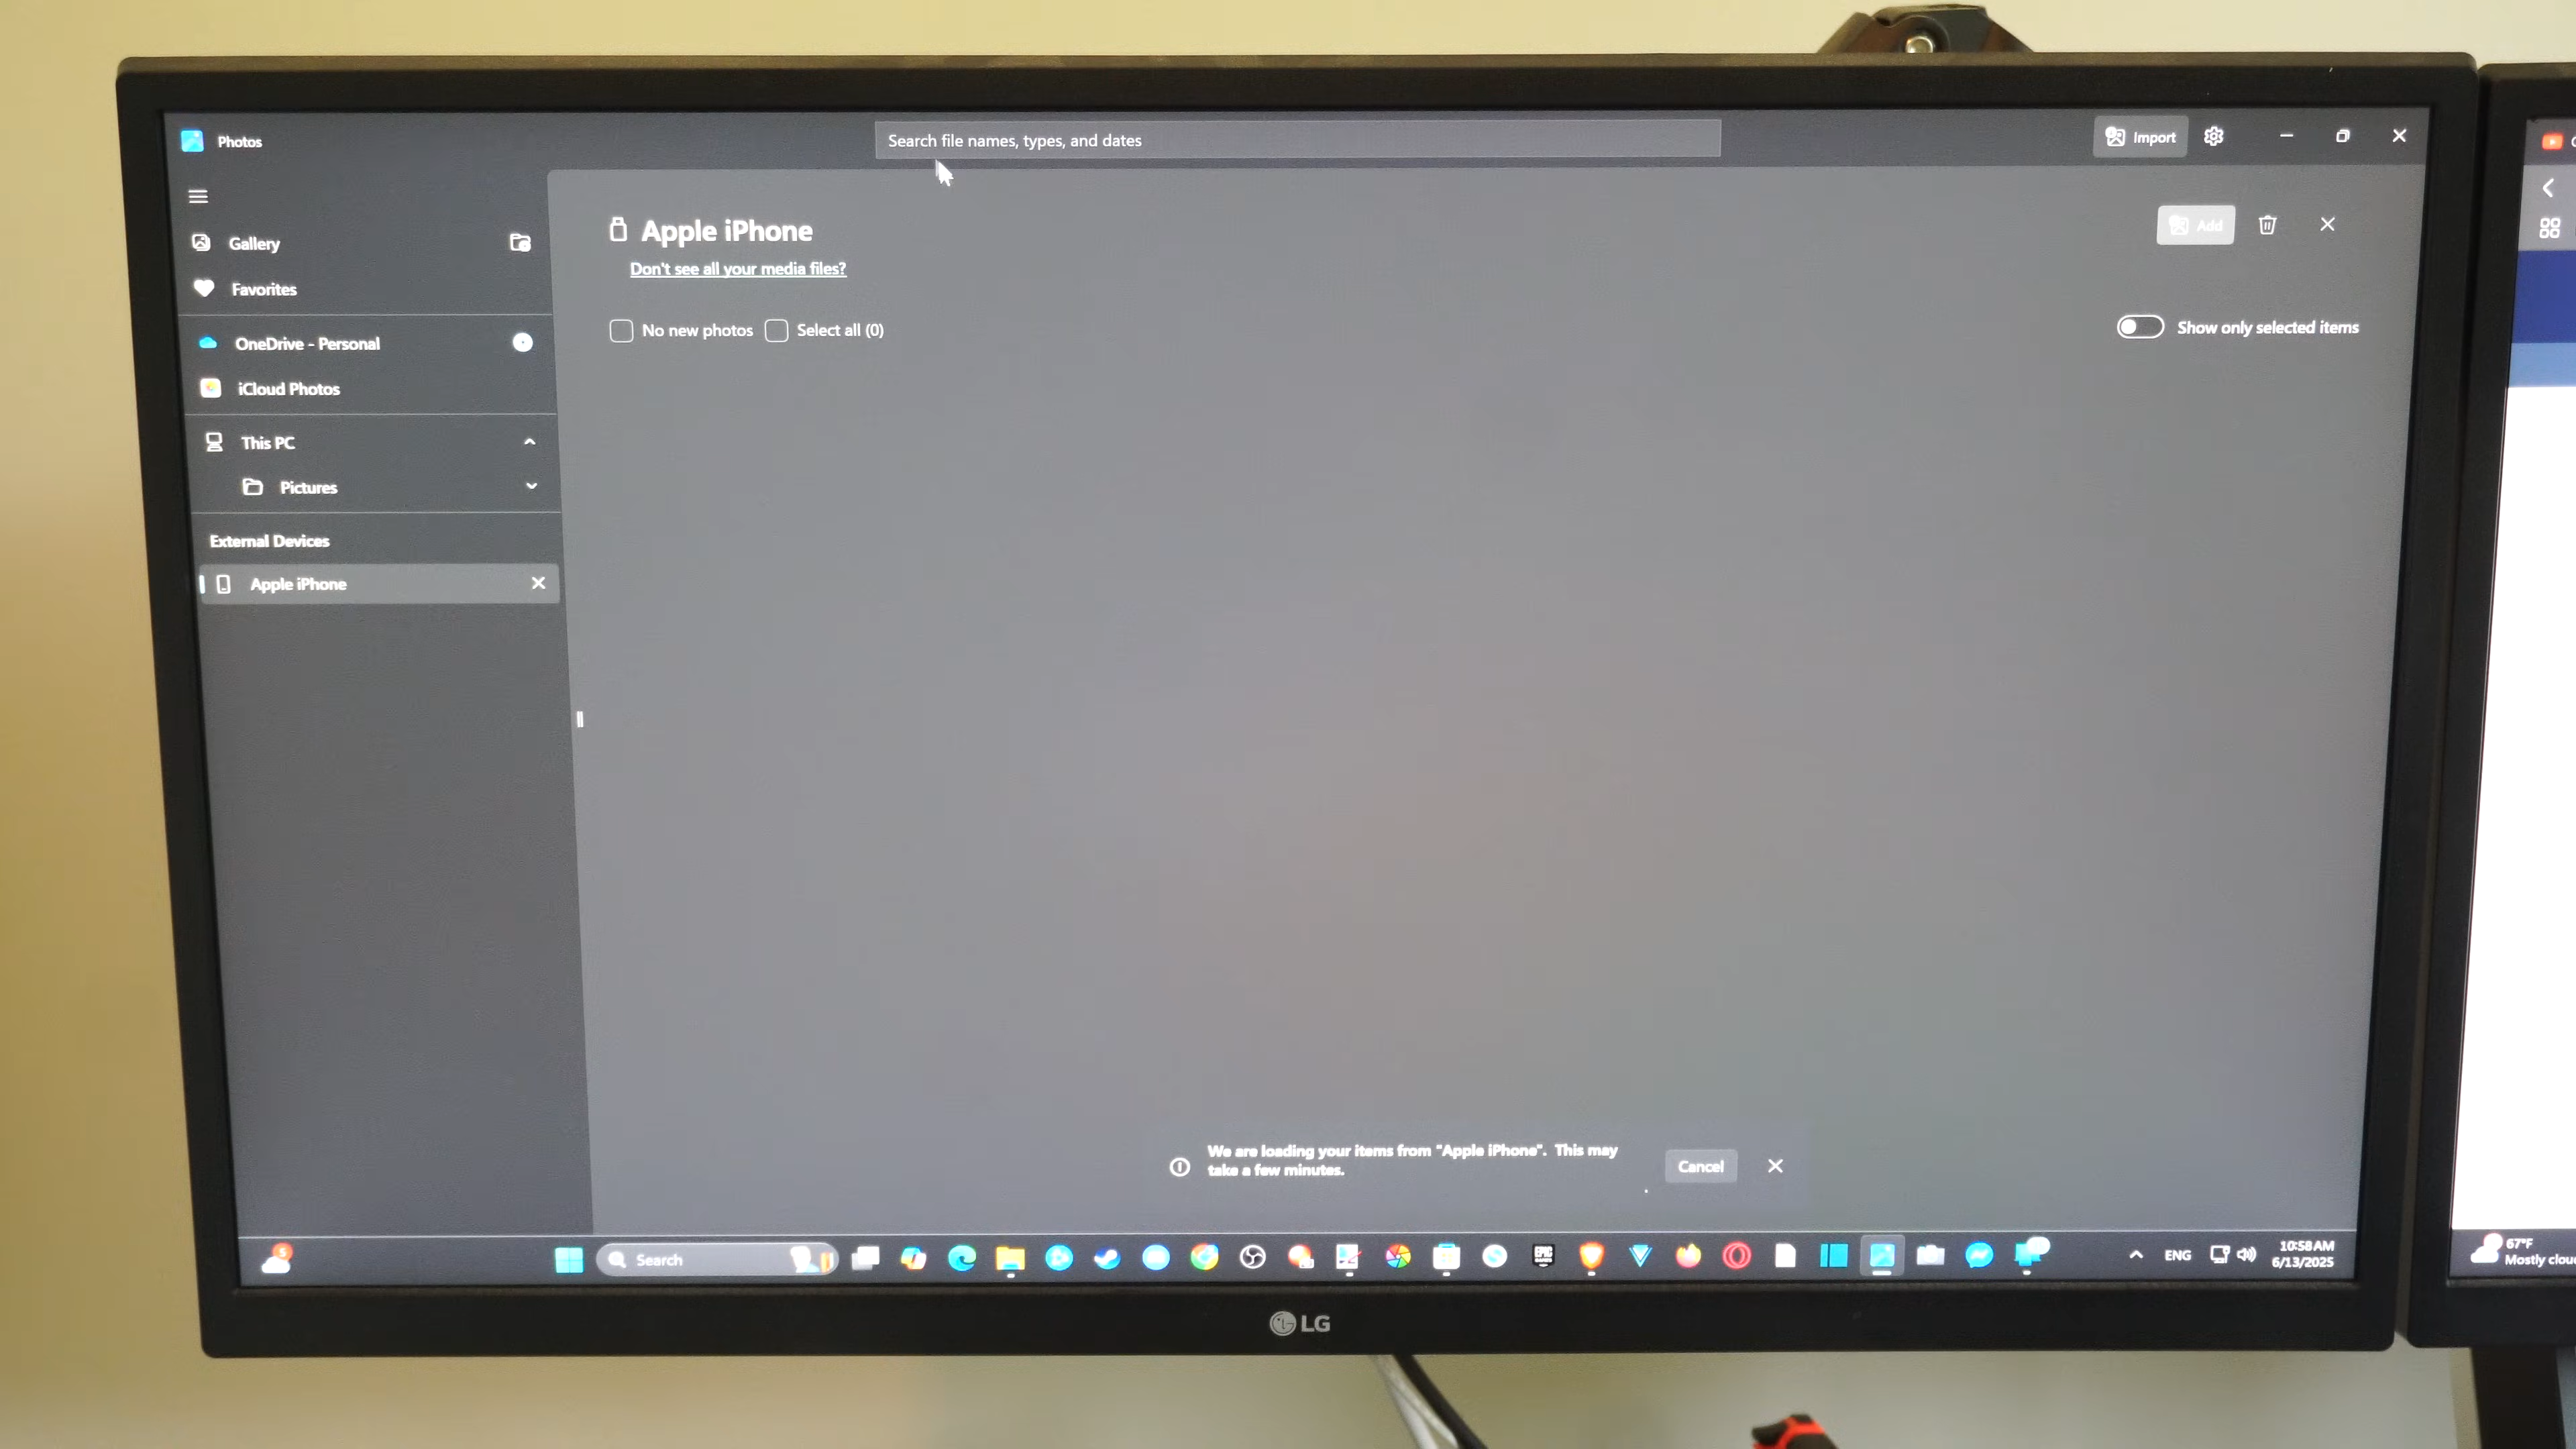 Photos
Search file names, types, and dates
Import
Gallery
Favorites
OneDrive - Personal
iCloud Photos
This PC
Pictures
External Devices
Apple iPhone
Apple iPhone
Add
Don't see all your media files?
No new photos
Select all (0)
Show only selected items
We are loading your items from "Apple iPhone". This may
take a few minutes.
Cancel
5
Search
EPIC
GAMES
ENG
10:58 AM
6/13/2025
67°F
LG